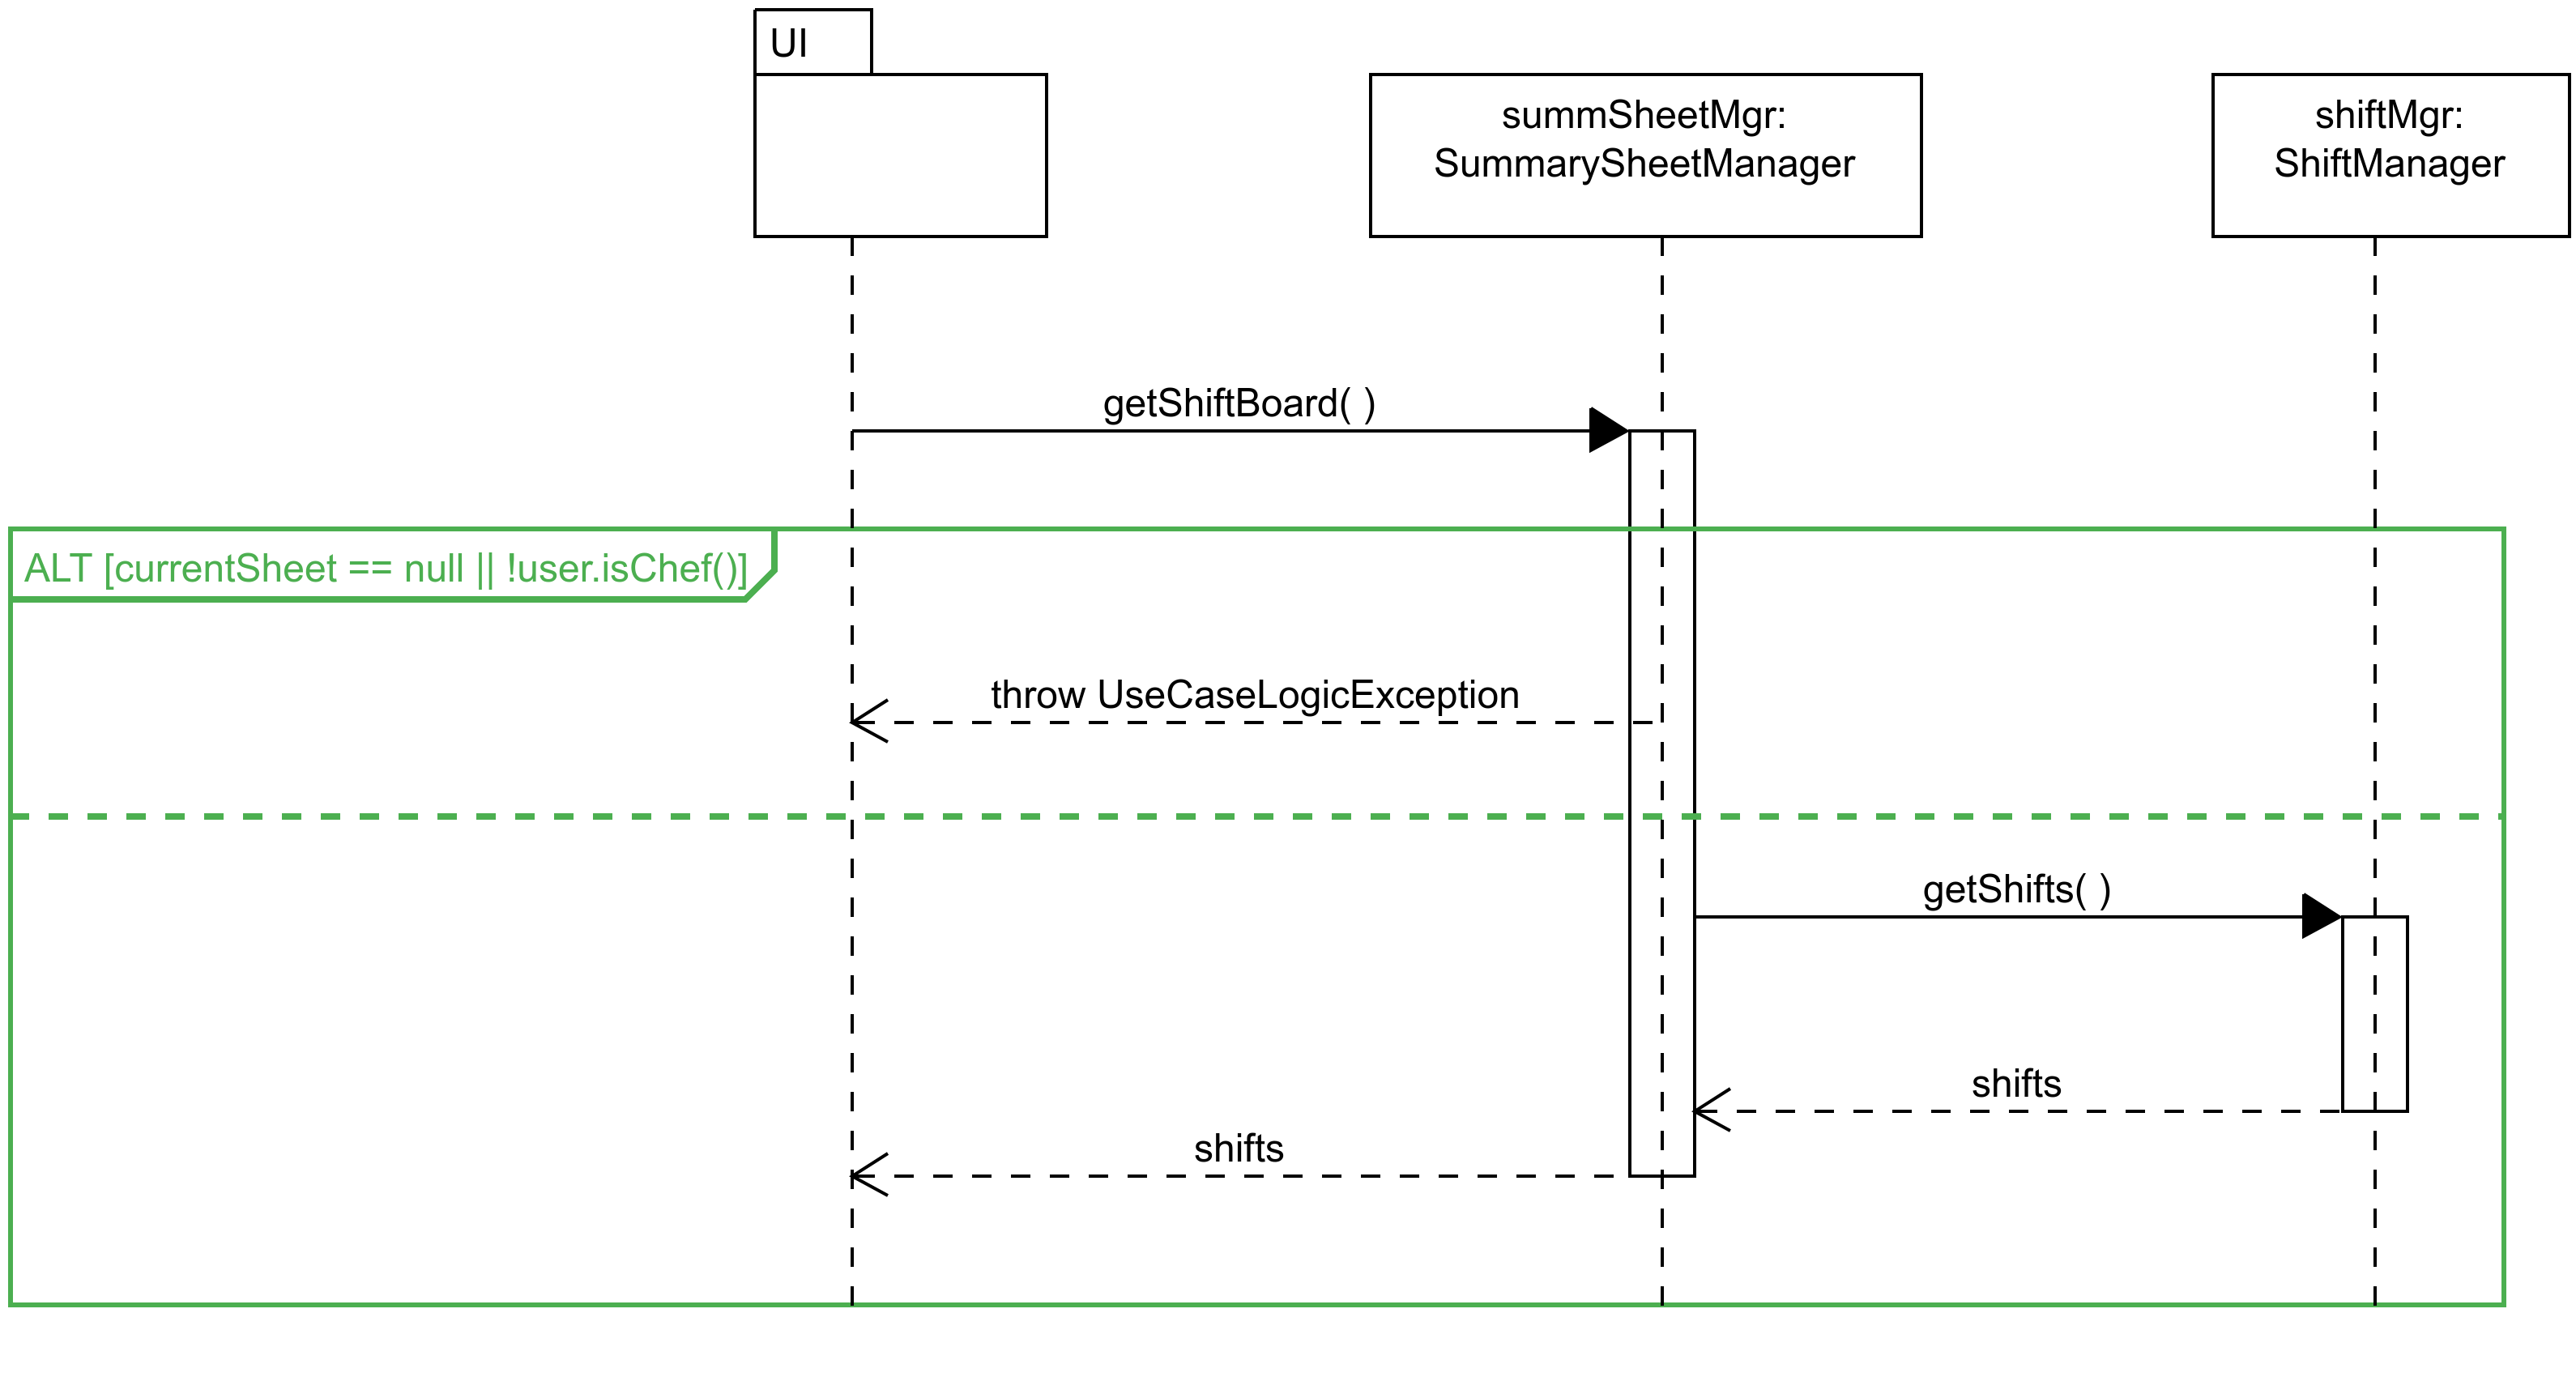 UI
summSheetMgr:
SummarySheetManager
shiftMgr:
ShiftManager
getShiftBoard( )
ALT [currentSheet == null || !user.isChef()]
throw UseCaseLogicException
getShifts( )
shifts
shifts